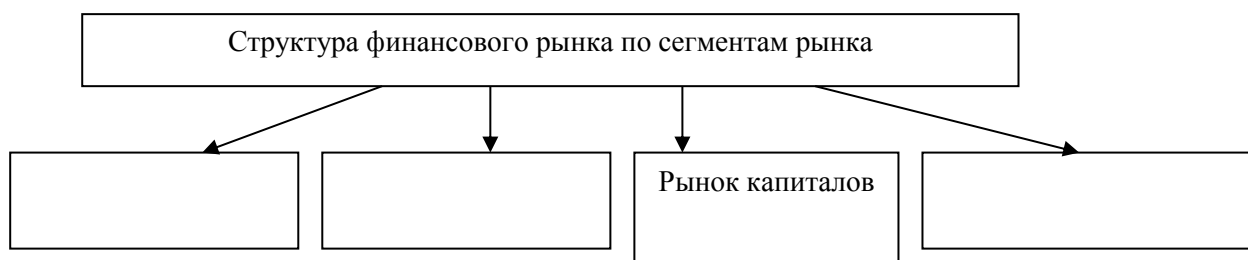 Структура финансового рынка по сегментам рынка
Рынок капиталов